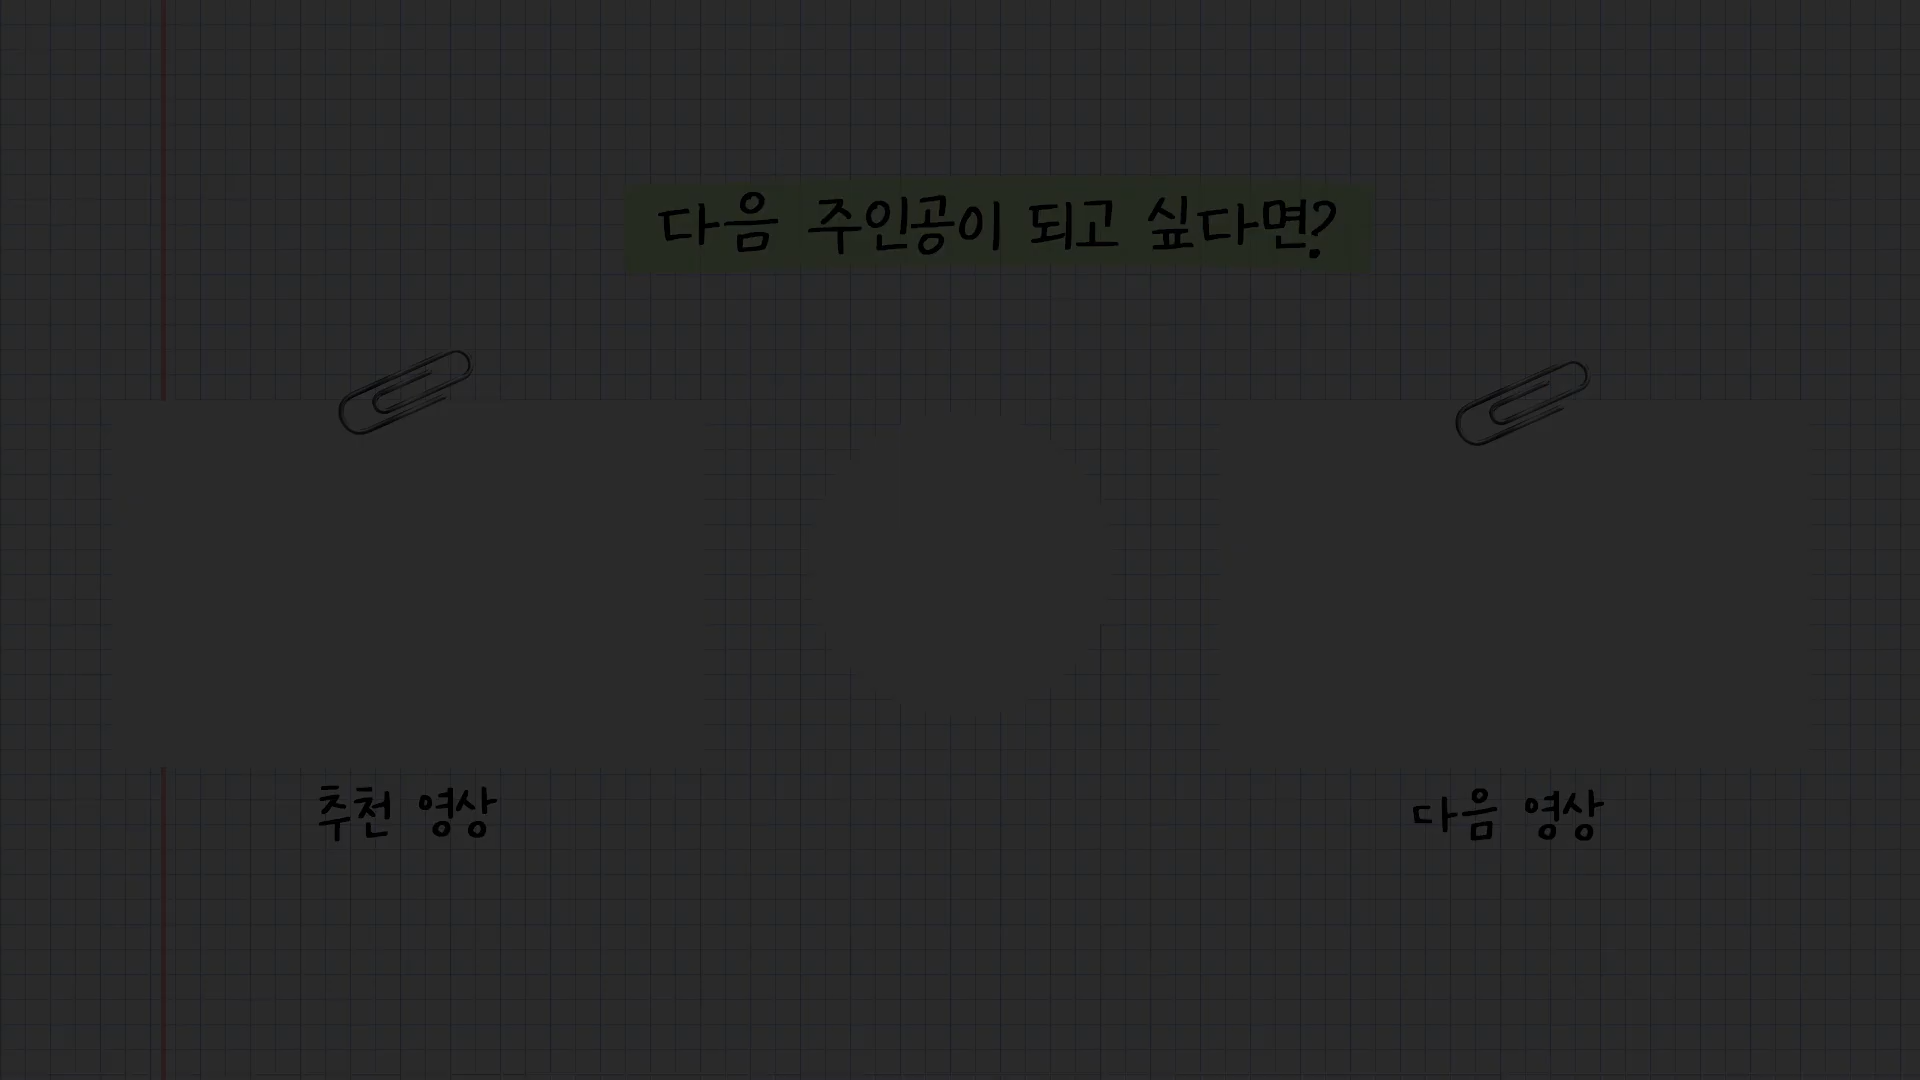 다음 주인공이 되고 싶다면?
추천 영상
다음 영상